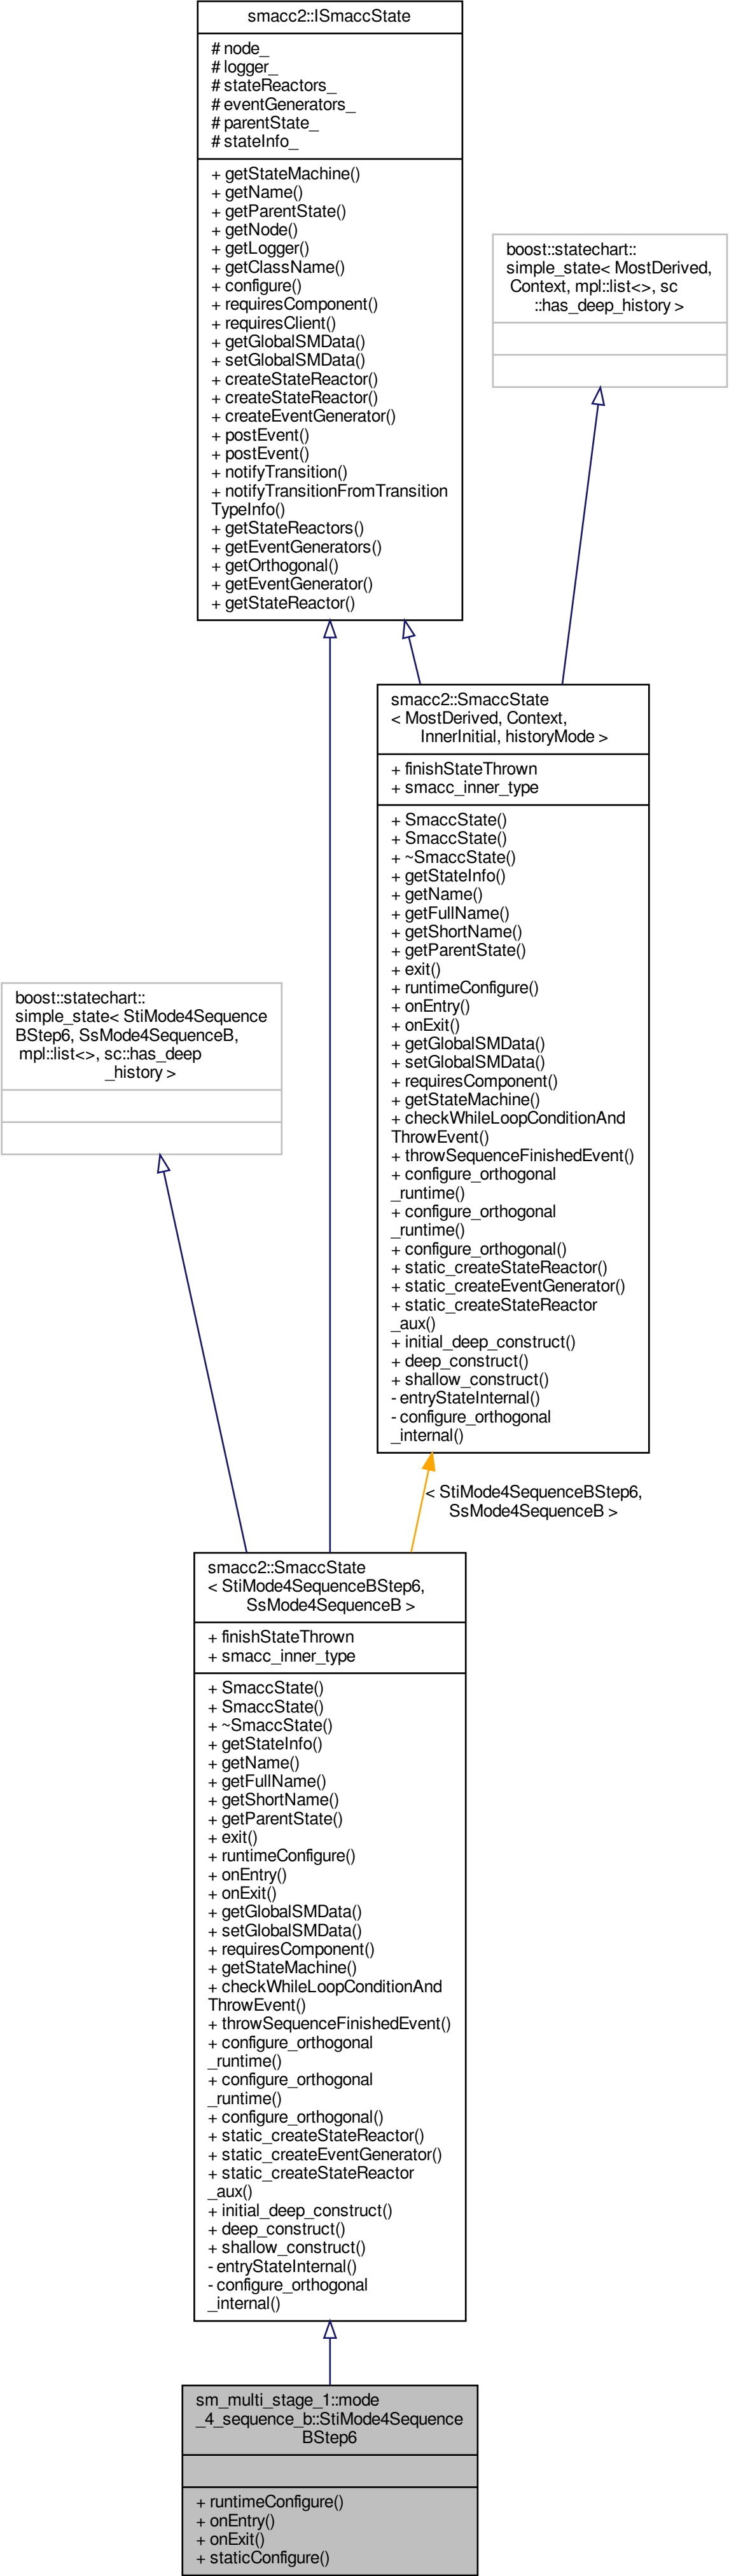 smacc2::ISmaccState
# node_
# logger_
# stateReactors_
# eventGenerators_
# parentState_
# stateInfo_
+ getStateMachine()
+ getName()
+ getParentState()
+ getNode()
+ getLogger()
+ getClassName()
+ configure()
+ requiresComponent()
+ requiresClient()
+ getGlobalSMData()
+ setGlobalSMData()
+ createStateReactor()
+ createStateReactor()
+ createEventGenerator()
+ postEvent()
+ postEvent()
+ notifyTransition()
+ notifyTransitionFromTransition
TypeInfo()
+ getStateReactors()
+ getEventGenerators()
+ getOrthogonal()
+ getEventGenerator()
+ getStateReactor()
boost::statechart::
simple_state< MostDerived,
Context, mpl::list<>, sc
::has_deep_history >
smacc2::SmaccState
< MostDerived, Context,
InnerInitial, historyMode >
+ finishStateThrown
+ smacc_inner_type
+ SmaccState()
+ SmaccState()
+ ~SmaccState()
+ getStateInfo()
+ getName()
+ getFullName()
+ getShortName()
+ getParentState()
+ exit()
+ runtimeConfigure()
+ onEntry()
+ onExit()
+ getGlobalSMData()
+ setGlobalSMData()
+ requiresComponent()
+ getStateMachine()
+ checkWhileLoopConditionAnd
ThrowEvent()
+ throwSequenceFinishedEvent()
+ configure_orthogonal
_runtime()
+ configure_orthogonal
_runtime()
+ configure_orthogonal()
+ static_createStateReactor()
+ static_createEventGenerator()
+ static_createStateReactor
_aux()
+ initial_deep_construct()
+ deep_construct()
+ shallow_construct()
- entryStateInternal()
- configure_orthogonal
_internal()
boost::statechart::
simple_state< StiMode4Sequence
BStep6, SsMode4SequenceB,
mpl::list<>, sc::has_deep
_history >
< StiMode4SequenceBStep6,
SsMode4SequenceB >
smacc2::SmaccState
< StiMode4SequenceBStep6,
SsMode4SequenceB >
+ finishStateThrown
+ smacc_inner_type
+ SmaccState()
+ SmaccState()
+ ~SmaccState()
+ getStateInfo()
+ getName()
+ getFullName()
+ getShortName()
+ getParentState()
+ exit()
+ runtimeConfigure()
+ onEntry()
+ onExit()
+ getGlobalSMData()
+ setGlobalSMData()
+ requiresComponent()
+ getStateMachine()
+ checkWhileLoopConditionAnd
ThrowEvent()
+ throwSequenceFinishedEvent()
+ configure_orthogonal
_runtime()
+ configure_orthogonal
_runtime()
+ configure_orthogonal()
+ static_createStateReactor()
+ static_createEventGenerator()
+ static_createStateReactor
_aux()
+ initial_deep_construct()
+ deep_construct()
+ shallow_construct()
- entryStateInternal()
- configure_orthogonal
_internal()
sm_multi_stage_1::mode
_4_sequence_b::StiMode4Sequence
BStep6
+ runtimeConfigure()
+ onEntry()
+ onExit()
+ staticConfigure()